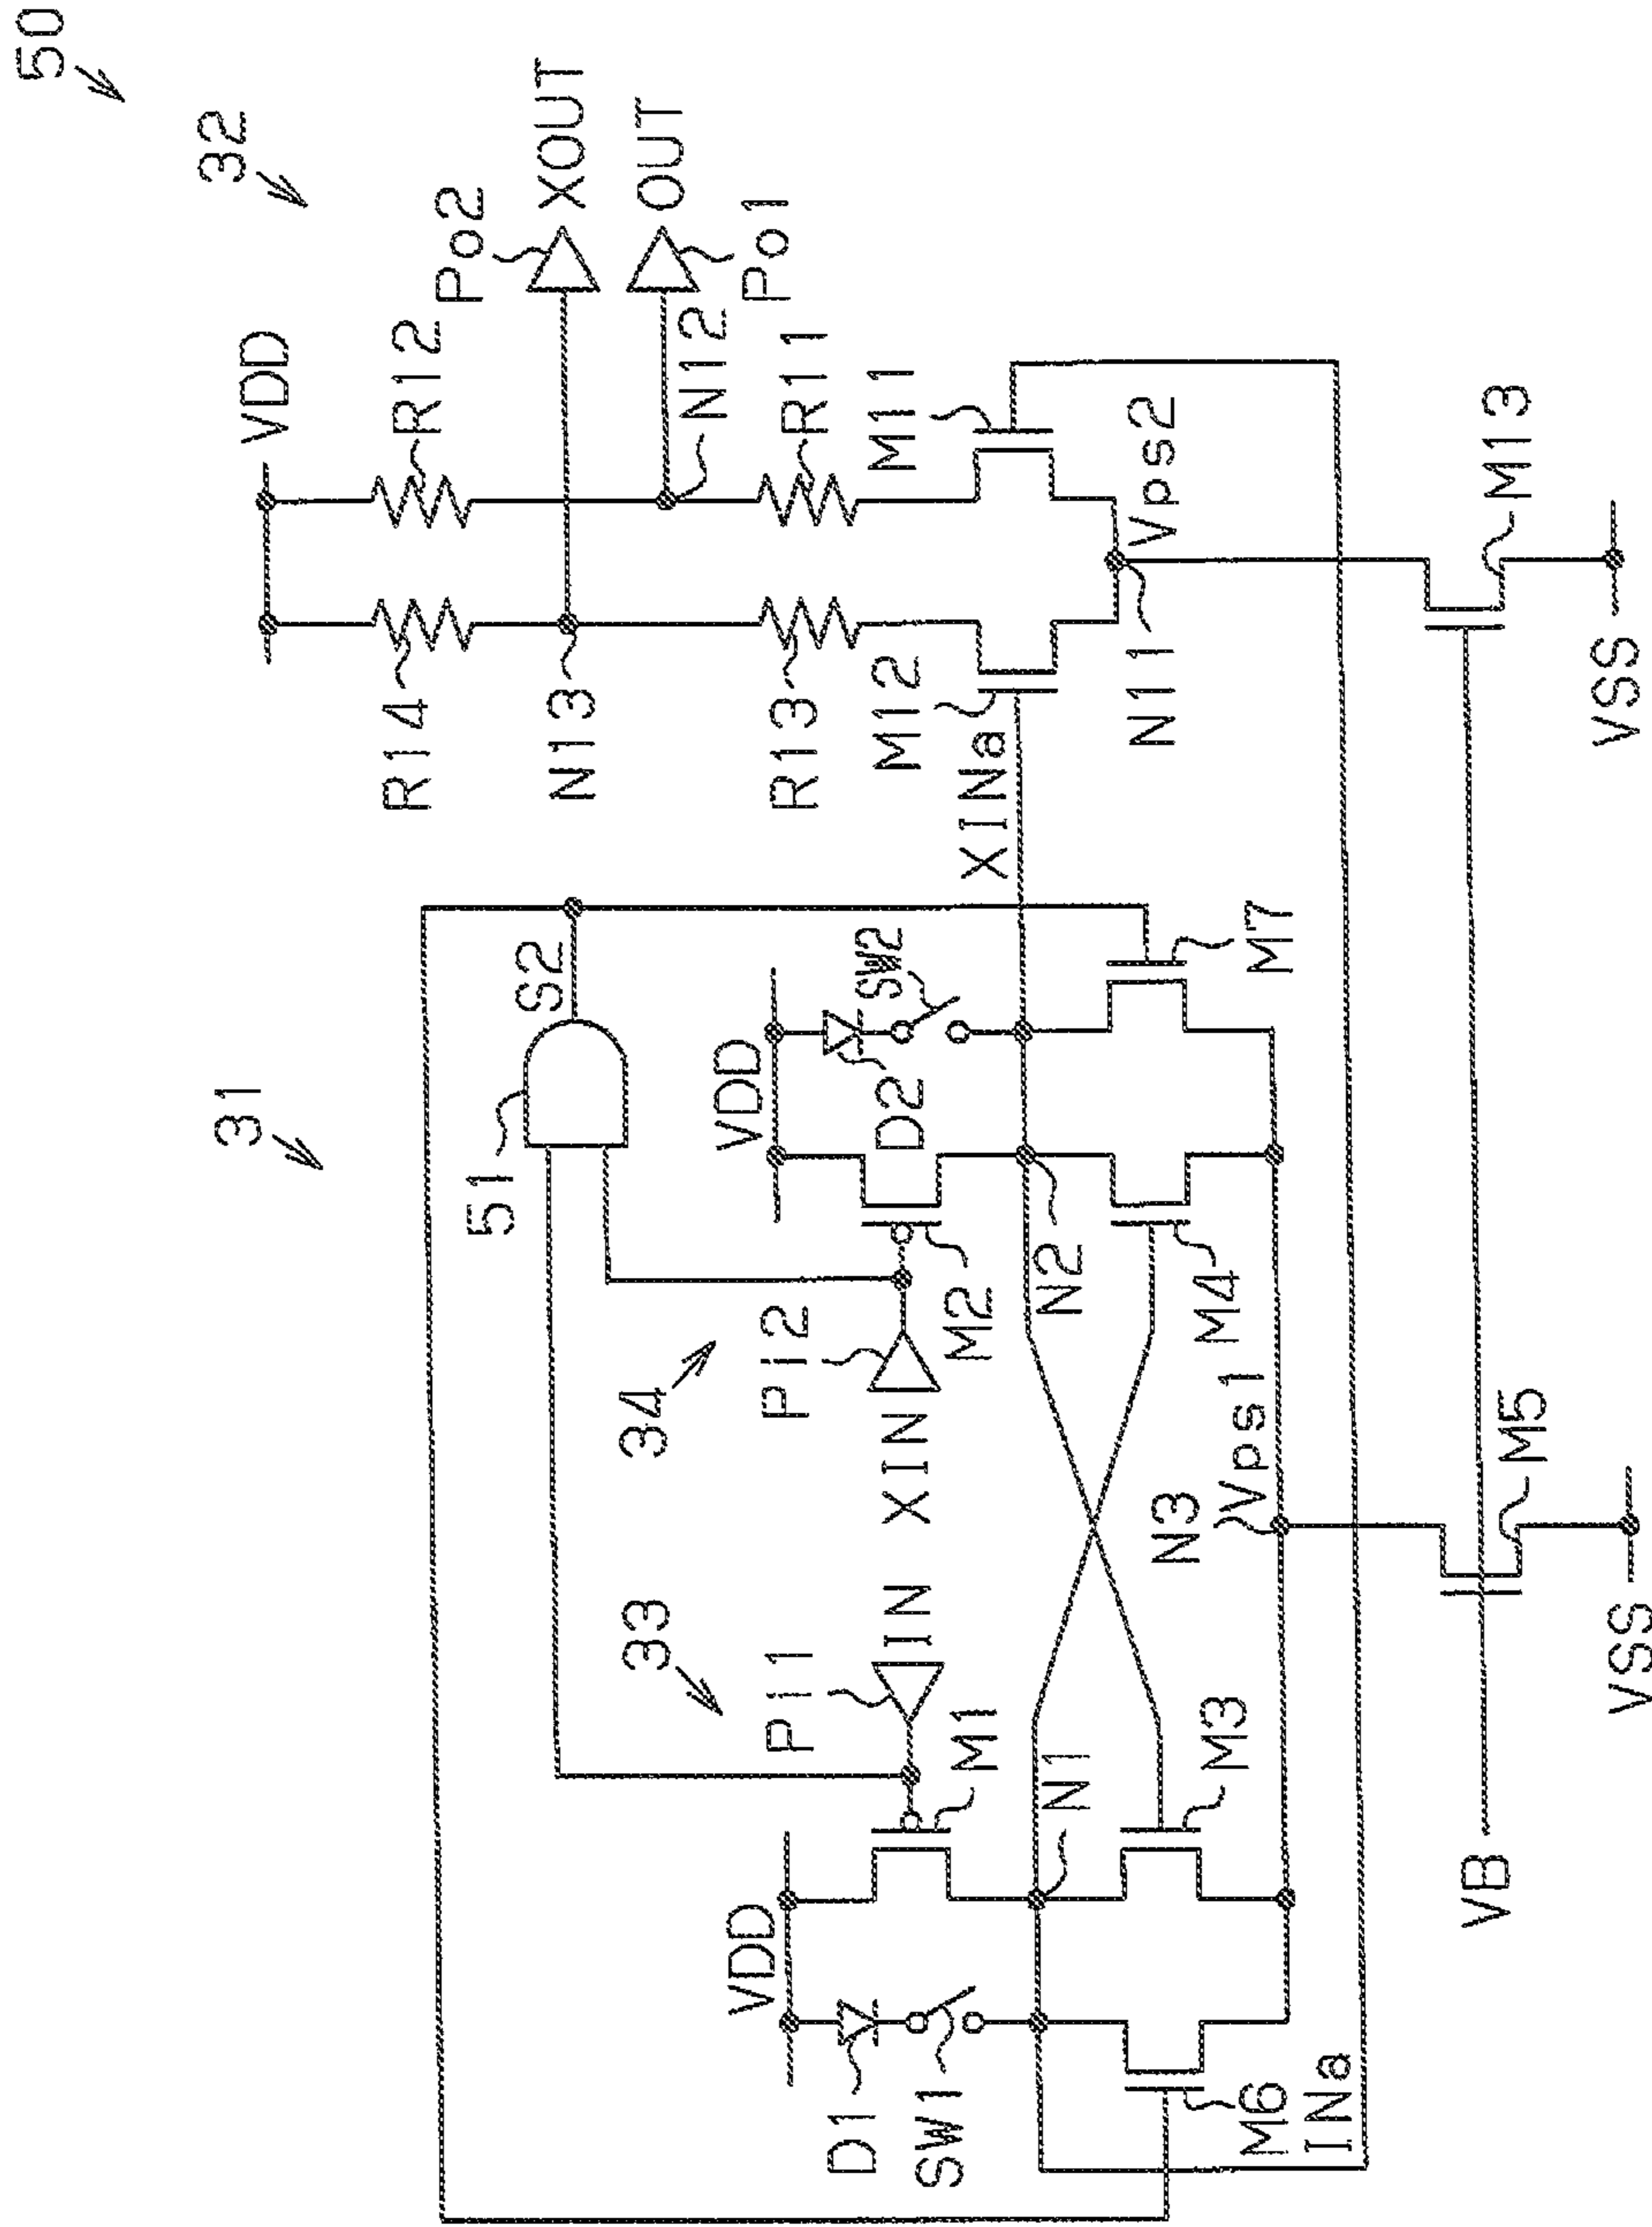 50
31
32
33
34
51
S2
VDD
VDD
VDD
D1
SW1
Pi1
IN
M1
XIN
Pi2
M2
D2
SW2
N1
N2
M6
M3
M4
M7
INa
XINa
N3
Vps1
VB
M5
VSS
R14
R12
Po2
XOUT
OUT
Po1
N13
N12
R13
R11
M12
M11
N11
Vps2
M13
VSS